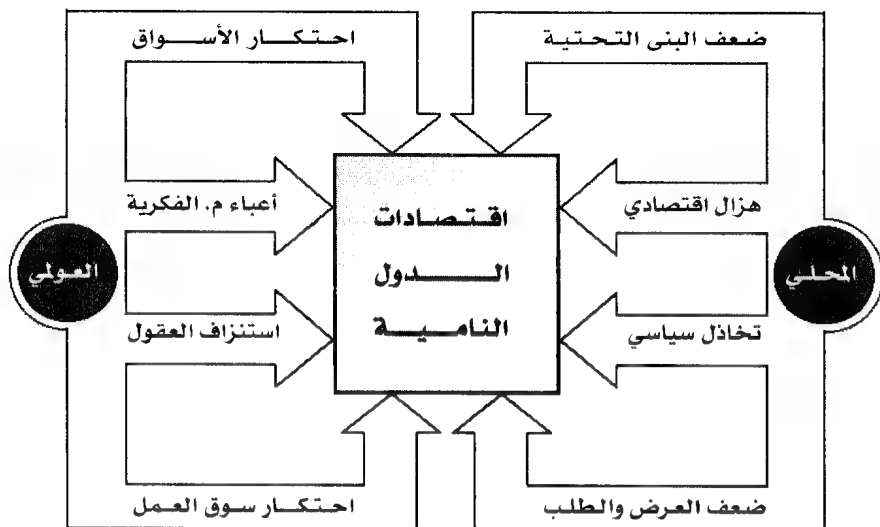 ضعف البنى التحتية
احتكار الأسواق
هزال اقتصادي
أعباء م. الفكرية
اقتصادات
الدول
النامية
المحلي
العولمي
تخاذل سياسي
استنزاف العقول
ضعف العرض والطلب
احتكار سوق العمل